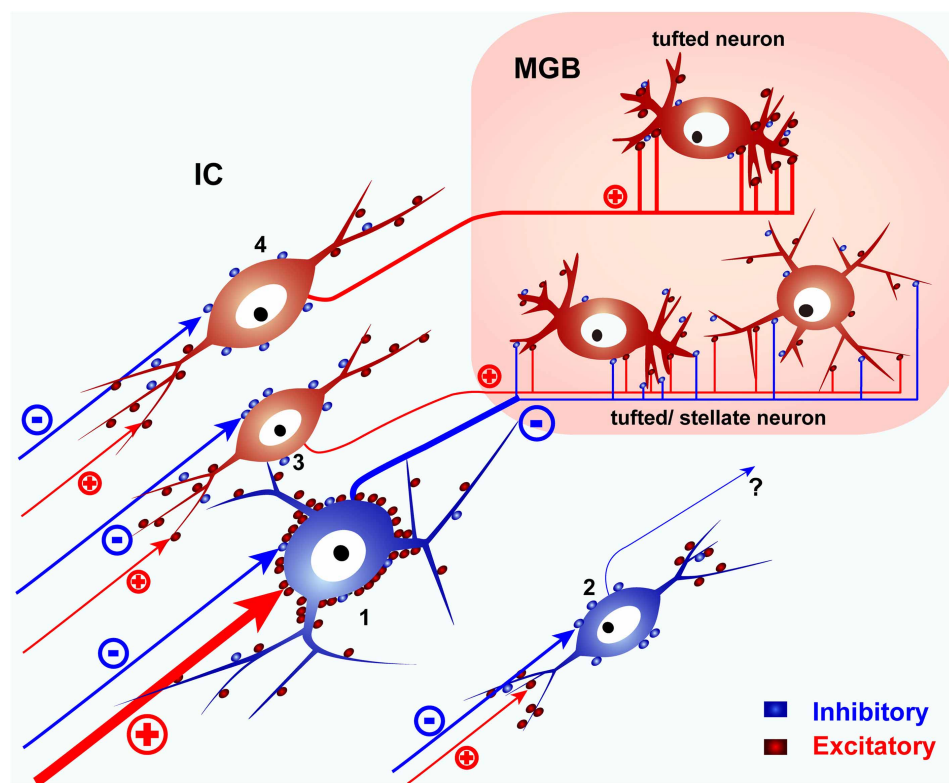 tufted neuron
MGB
IC
4
+
-
+
+
tufted/ stellate neuron
-
3
+
-
?
+
2
1
-
-
+
+
Inhibitory
Excitatory